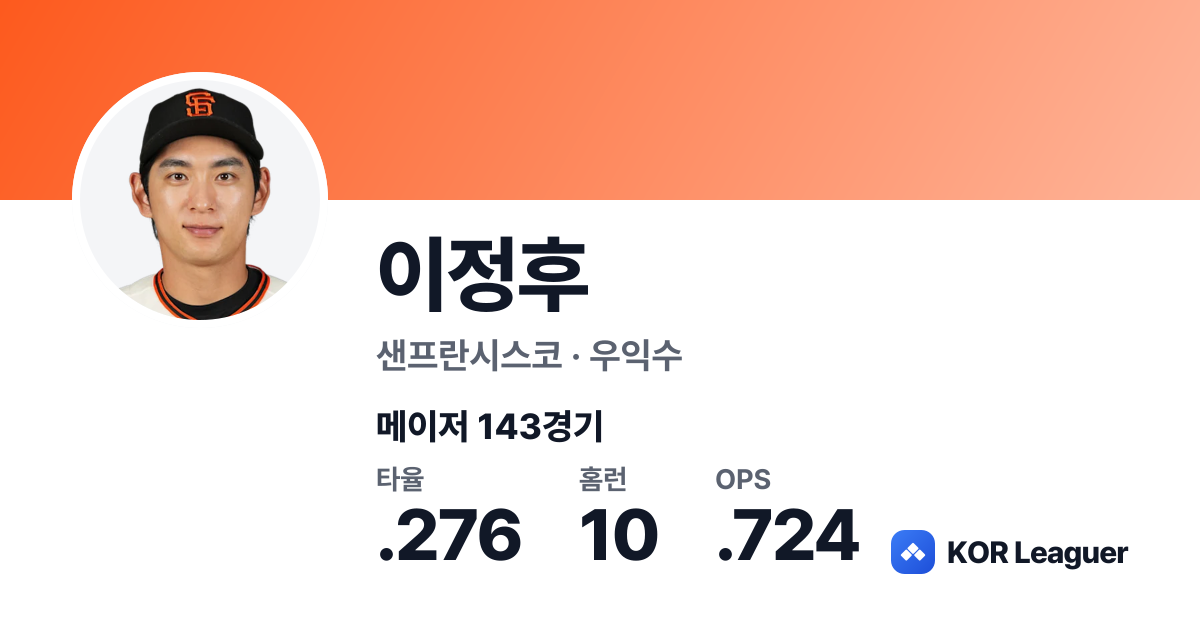 SF
이정후
샌프란시스코 · 우익수
메이저 143경기
타율 홈런 OPS
.276 10 .724
KOR Leaguer